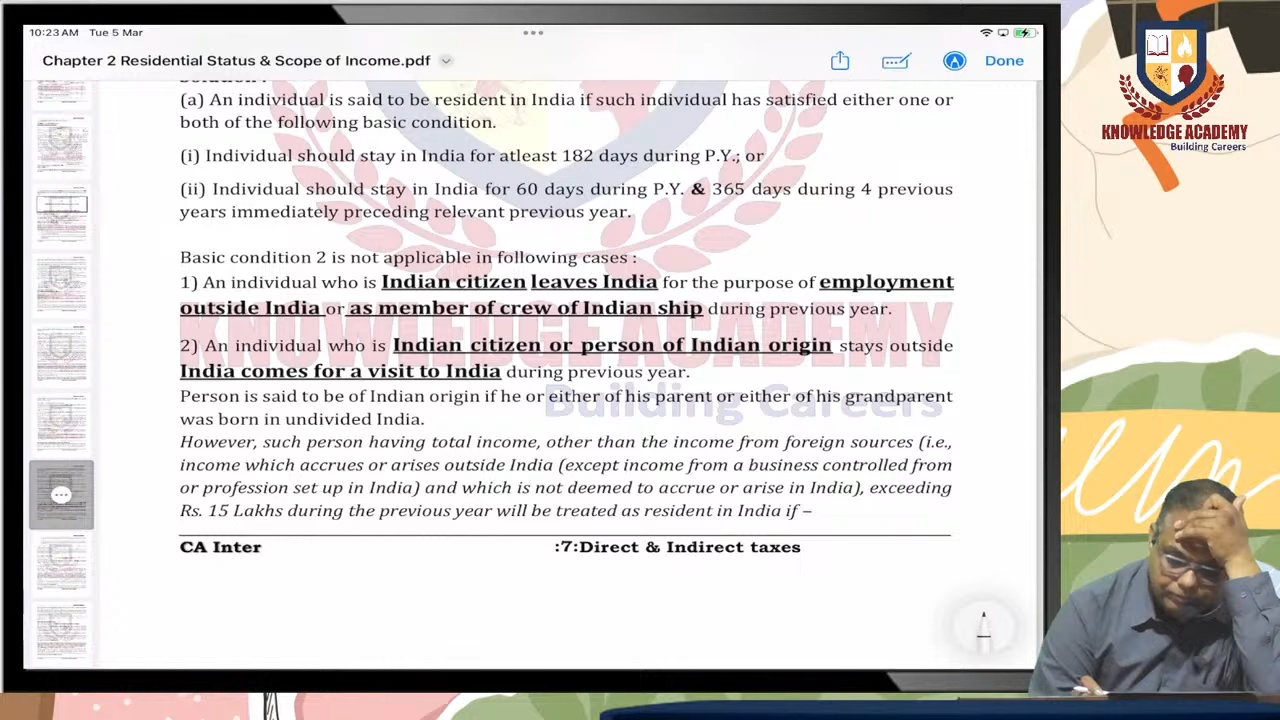 10:23 AM Tue 5 Mar
Chapter 2 Residential Status & Scope of Income.pdf
Done
Solution :
(a) An individual is said to be resident in India if such individual has satisfied either one or
both of the following basic condition
(i) Individual should stay in India for atleast 182 days during P.Y.; or
(ii) Individual should stay in India for 60 days during P.Y. & 365 days during 4 previous
years immediately preceding relevant previous year.
Basic condition 2 is not applicable in following cases :
1) An individual who is Indian citizen leaves India for the purpose of employment
outside India or as a member of crew of Indian ship during previous year.
2) An individual who is Indian citizen or person of Indian origin stays outside
India comes for a visit to India during previous year.
Person is said to be of Indian origin if he or either of his parent or either of his grandparent
was born in undivided India.
However, such person having total income, other than the income from foreign sources (i.e.
income which accrues or arises outside India (except income from a business controlled from
or profession set up in India) and which is not deemed to accrue or arise in India), exceeding
Rs. 15 Lakhs during the previous year will be treated as resident in India if –
CA Inter
:7:
Direct & Indirect taxes
KNOWLEDGE ACADEMY
Building Careers